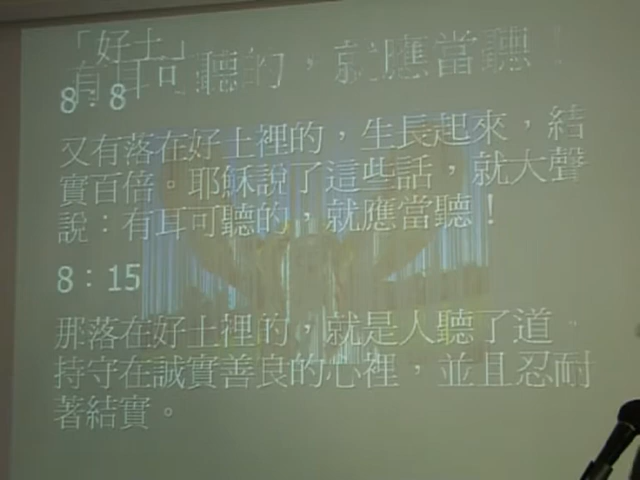 「好土」
有耳可聽的，就應當聽！
8：8
又有落在好土裡的，生長起來，結
實百倍。耶穌說了這些話，就大聲
說：有耳可聽的，就應當聽！
8：15
那落在好土裡的，就是人聽了道，
持守在誠實善良的心裡，並且忍耐
著結實。